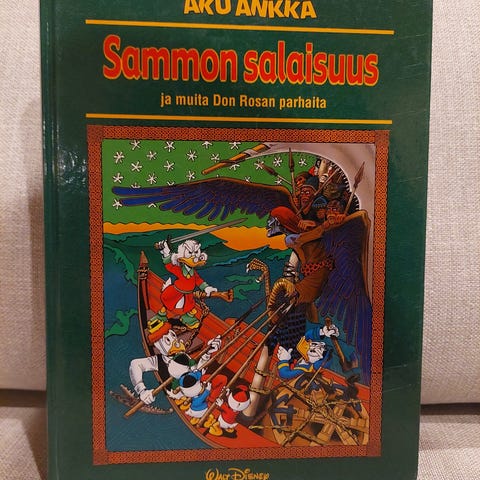 AKU ANKKA
Sammon salaisuus
ja muita Don Rosan parhaita
WALT DISNEY